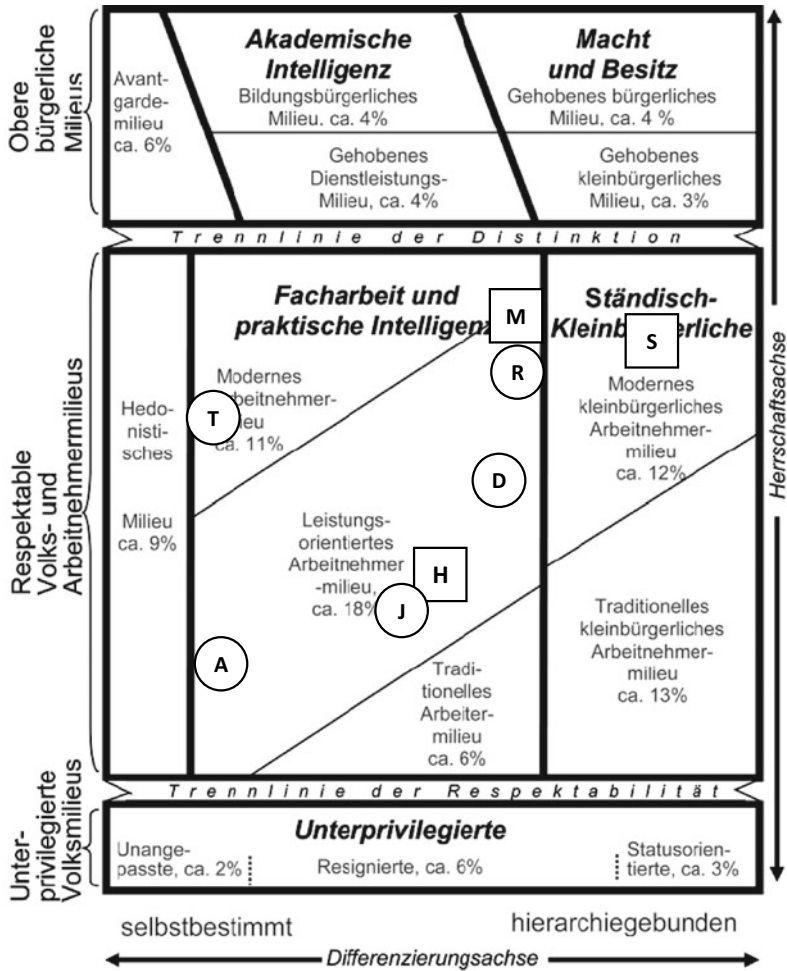 Obere
bürgerliche
Milieus
Avant-
garde-
milieu
ca. 6%
Akademische
Intelligenz
Bildungsbürgerliches
Milieu. ca. 4%
Macht
und Besitz
Gehobenes bürgerliches
Milieu, ca. 4 %
Gehobenes
Dienstleistungs-
Milieu, ca. 4%
Gehobenes
kleinbürgerliches
Milieu, ca. 3%
Trennlinie der Distinktion
Respektable
Volks- und
Arbeitnehmermilieus
Hedo-
nistisches
Milieu
ca. 9%
Facharbeit und
praktische Intelligenz
M
R
Modernes
T
ca. 11%
D
Leistungs-
orientiertes
Arbeitnehmer
-milieu,
ca. 18%
H
J
A
Tradi-
tionelles
Arbeiter-
milieu
ca. 6%
Ständisch-
S
Modernes
kleinbürgerliches
Arbeitnehmer-
milieu
ca. 12%
Traditionelles
kleinbürgerliches
Arbeitnehmer-
milieu
ca. 13%
Trennlinie der Respektabilität
Unter-
privilegierte
Volksmilieus
Unterprivilegierte
Unange-
passte, ca. 2%
Resignierte, ca. 6%
Statusorien-
tierte, ca. 3%
Herrschaftsachse
selbstbestimmt
hierarchiegebunden
Differenzierungsachse